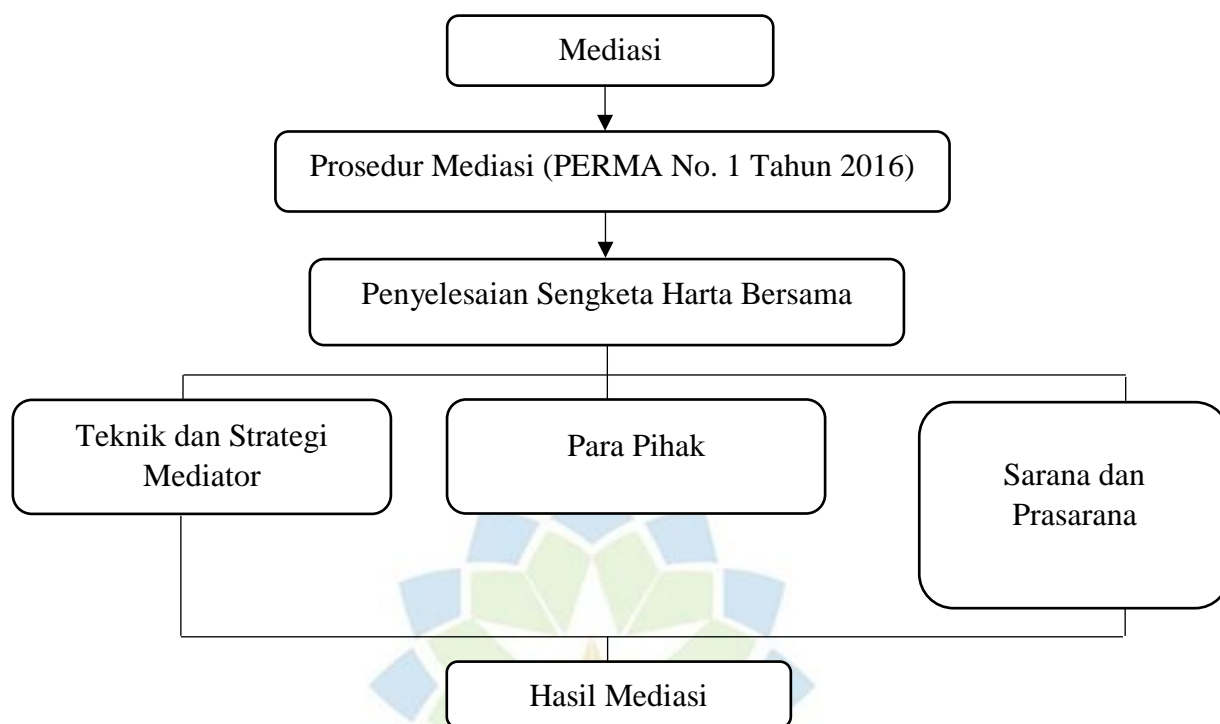 Mediasi
Prosedur Mediasi (PERMA No. 1 Tahun 2016)
Penyelesaian Sengketa Harta Bersama
Teknik dan Strategi
Mediator
Para Pihak
Sarana dan
Prasarana
Hasil Mediasi